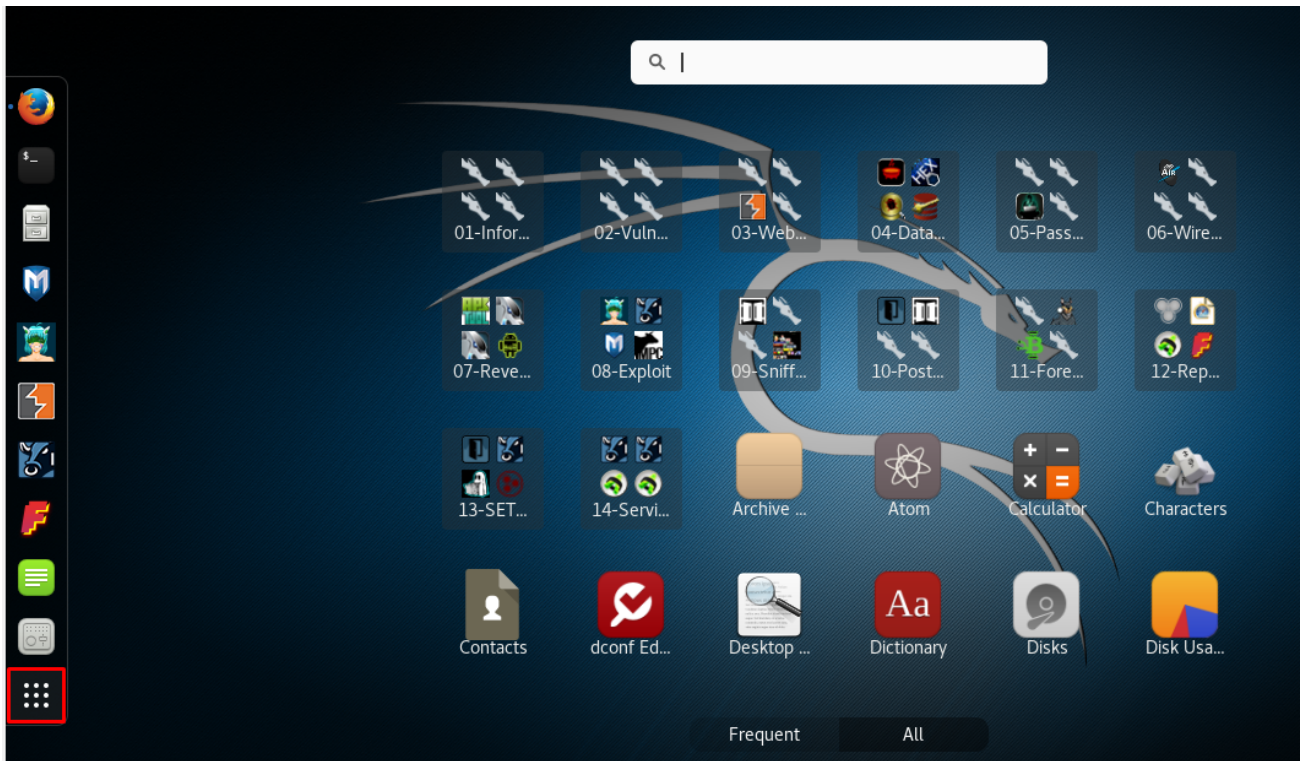 $_
01-Infor...
02-Vuln...
03-Web...
04-Data...
05-Pass...
06-Wire...
07-Reve...
08-Exploit
09-Sniff...
10-Post...
11-Fore...
12-Rep...
13-SET...
14-Servi...
Archive ...
Atom
Calculator
Characters
Contacts
dconf Ed...
Desktop ...
Aa
Dictionary
Disks
Disk Usa...
Frequent
All